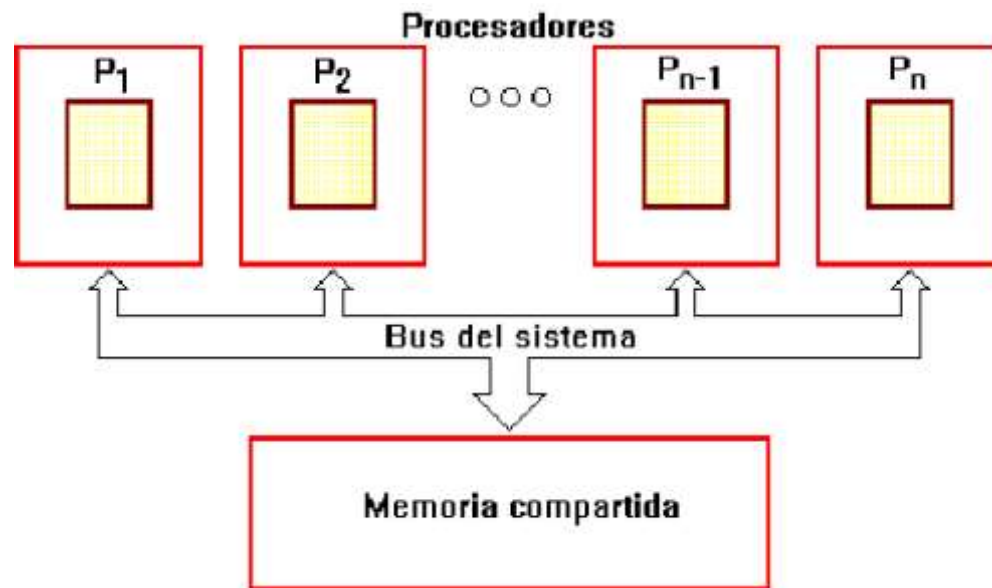 Procesadores
P1 P2 Pn-1 Pn
Bus del sistema
Memoria compartida